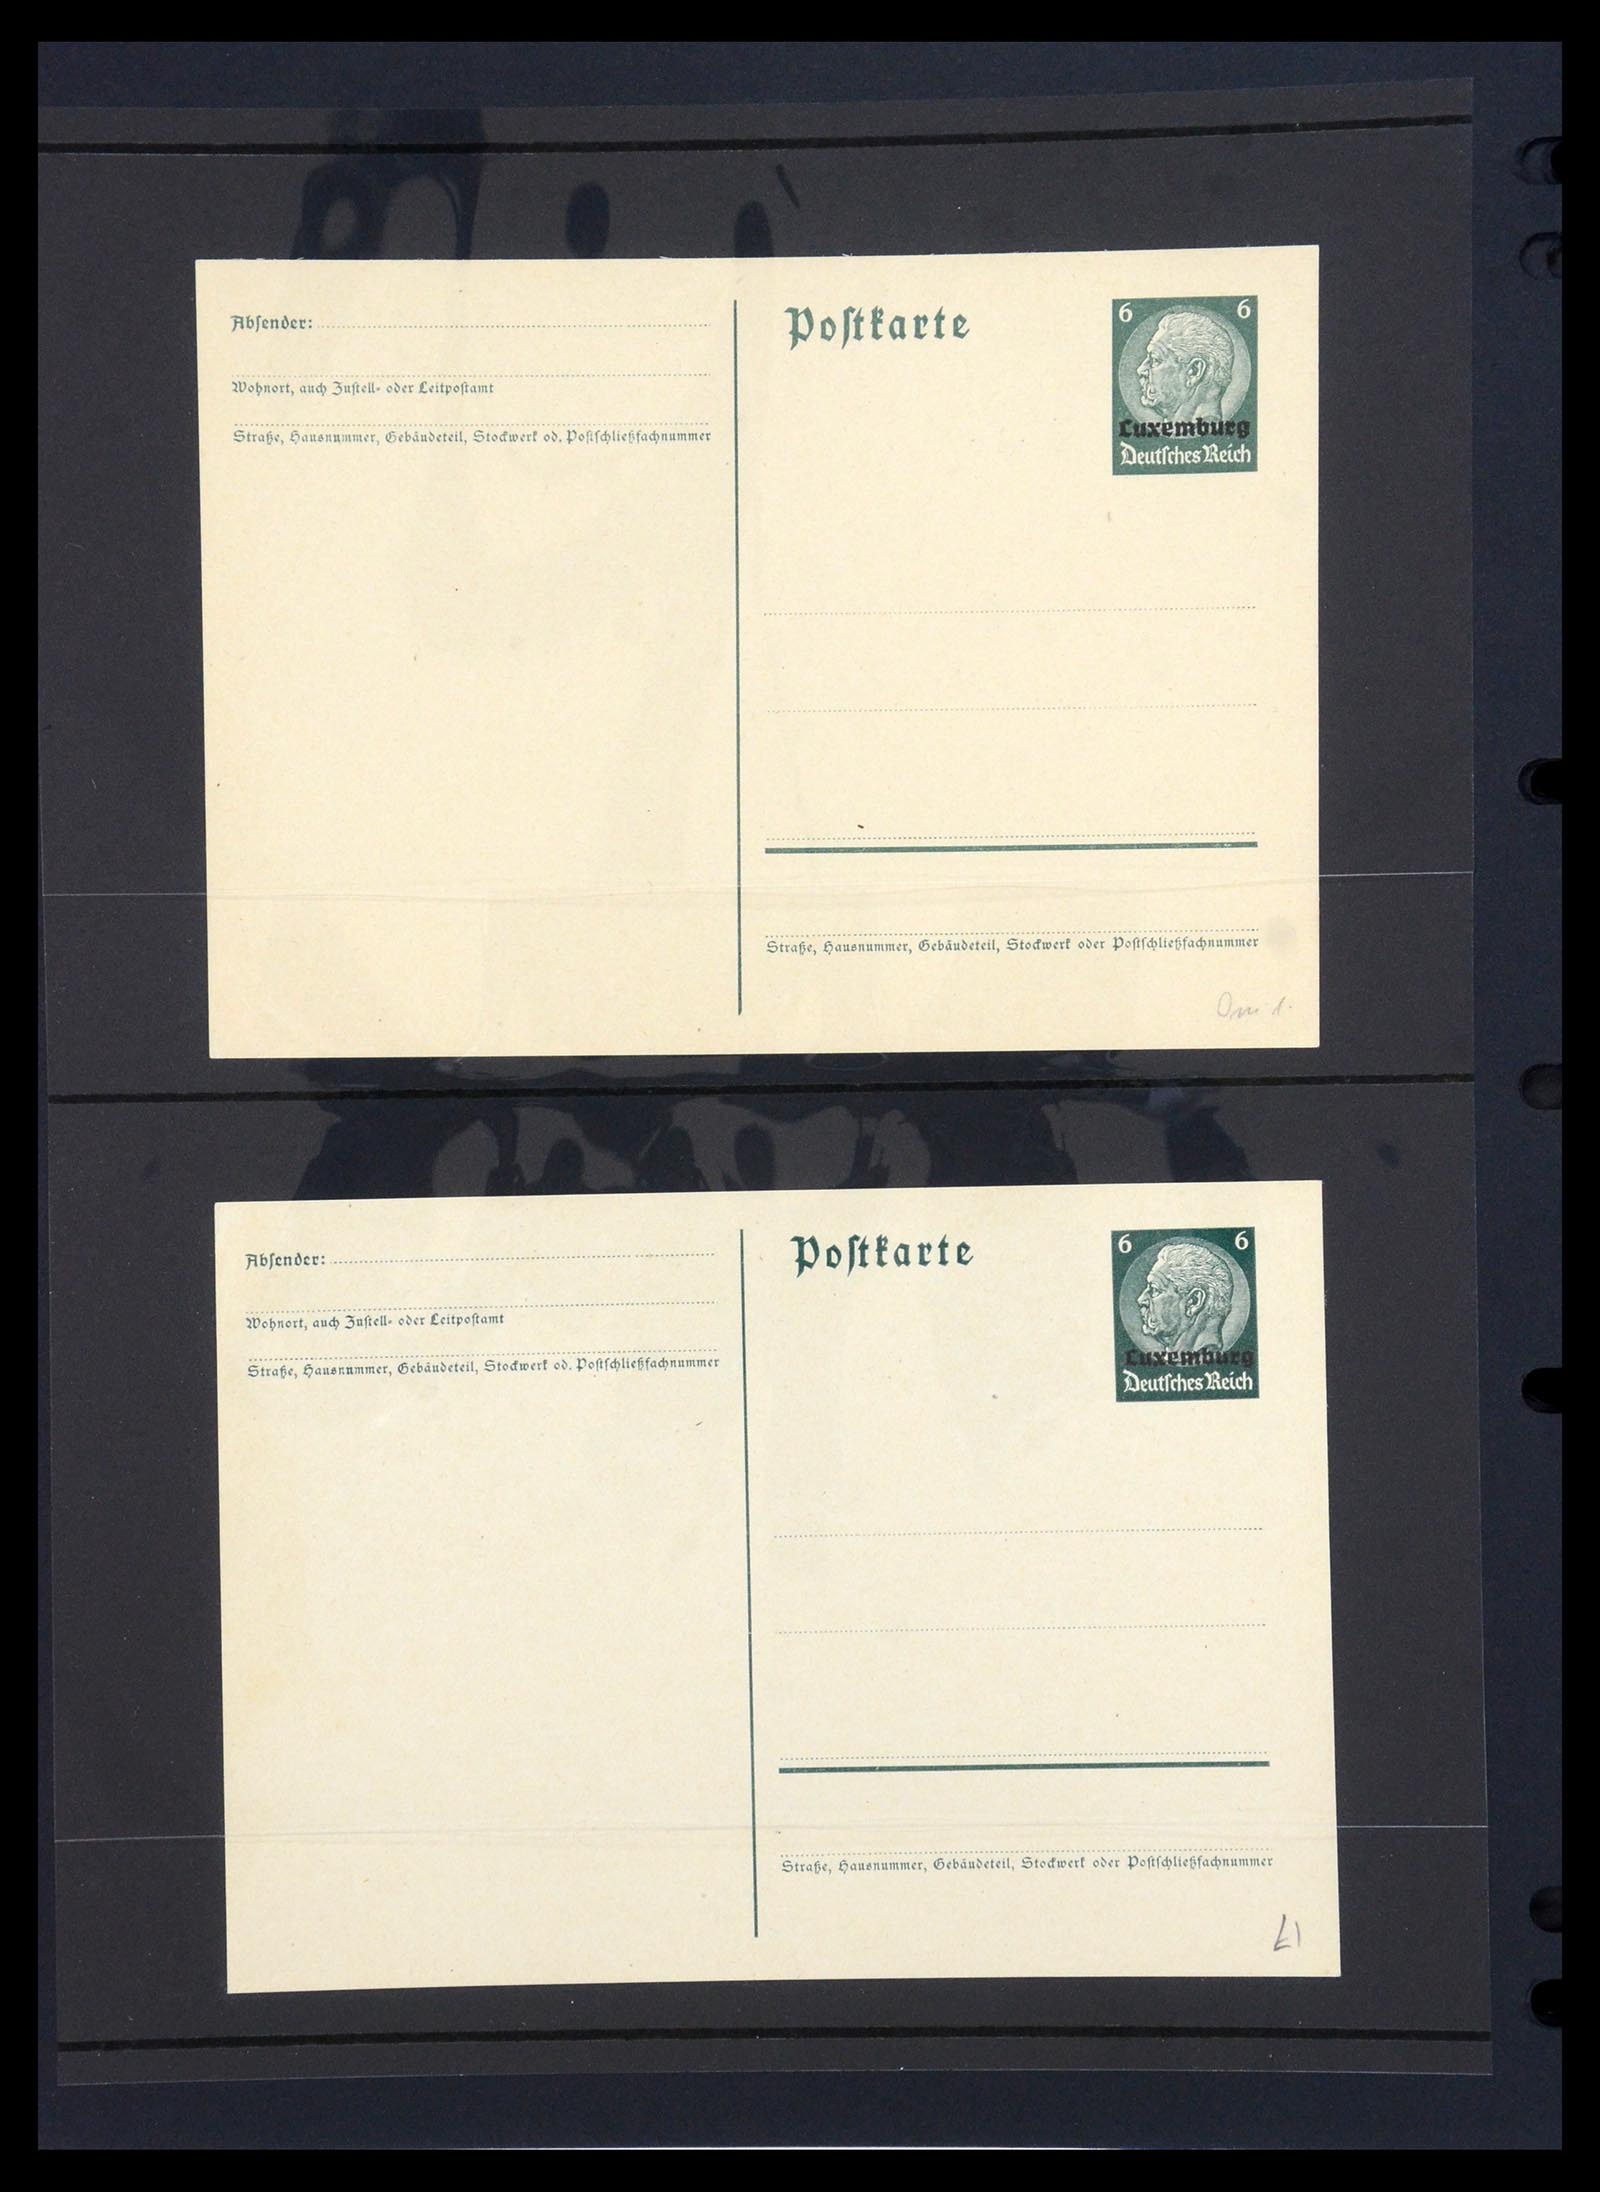 Absender:
Wohnort, auch Zustell- oder Leitpostamt
Straße, Hausnummer, Gebäudeteil, Stockwerk od. Postschließfachnummer
Postkarte
6 6
Luxemburg
Deutsches Reich
Straße, Hausnummer, Gebäudeteil, Stockwerk oder Postschließfachnummer
Absender:
Wohnort, auch Zustell- oder Leitpostamt
Straße, Hausnummer, Gebäudeteil, Stockwerk od. Postschließfachnummer
Postkarte
6 6
Luxemburg
Deutsches Reich
Straße, Hausnummer, Gebäudeteil, Stockwerk oder Postschließfachnummer